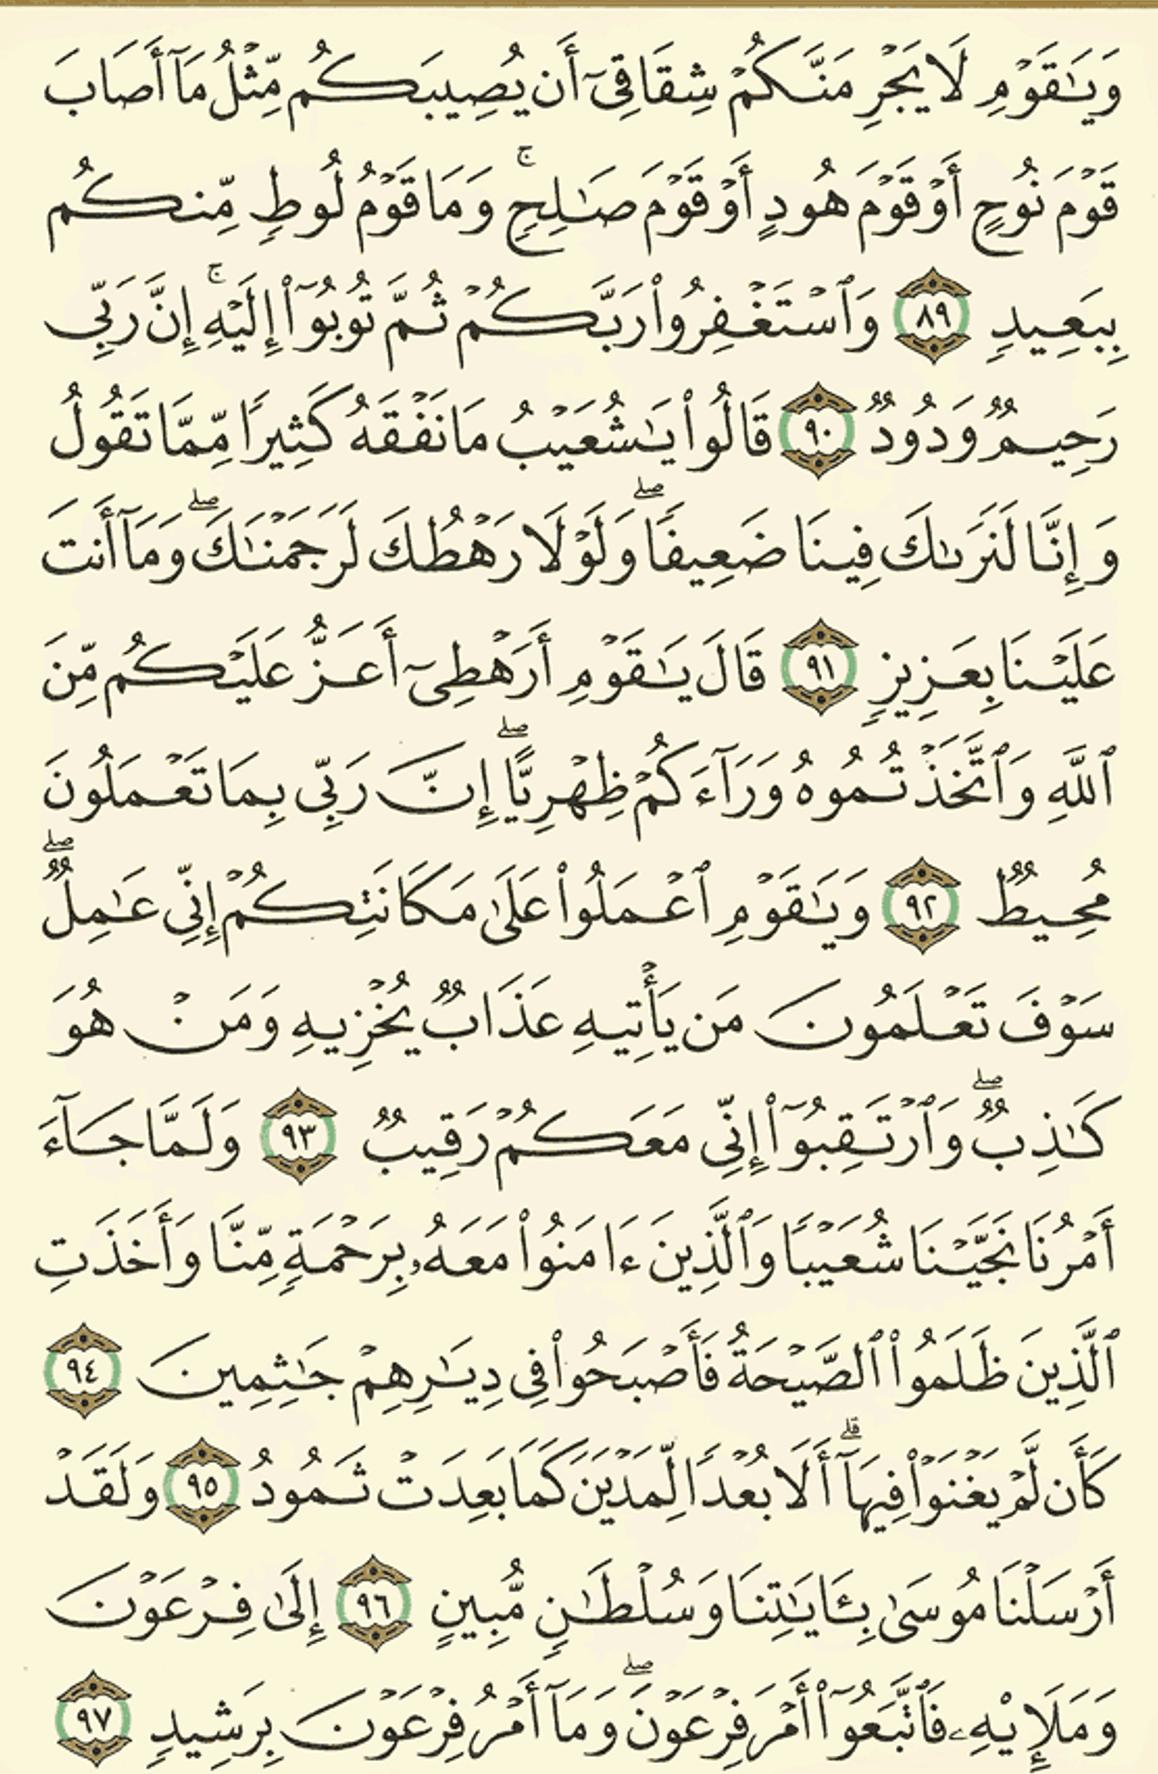 وَيَٰقَوْمِ لَا يَجْرِمَنَّكُمْ شِقَاقِىٓ أَن يُصِيبَكُم مِّثْلُ مَآ أَصَابَ
قَوْمَ نُوحٍ أَوْ قَوْمَ هُودٍ أَوْ قَوْمَ صَٰلِحٍ ۚ وَمَا قَوْمُ لُوطٍ مِّنكُم
بِبَعِيدٍ ٨٩ وَٱسْتَغْفِرُوا۟ رَبَّكُمْ ثُمَّ تُوبُوٓا۟ إِلَيْهِ ۚ إِنَّ رَبِّى
رَحِيمٌ وَدُودٌ ٩٠ قَالُوا۟ يَٰشُعَيْبُ مَا نَفْقَهُ كَثِيرًا مِّمَّا تَقُولُ
وَإِنَّا لَنَرَىٰكَ فِينَا ضَعِيفًا ۖ وَلَوْلَا رَهْطُكَ لَرَجَمْنَٰكَ ۖ وَمَآ أَنتَ
عَلَيْنَا بِعَزِيزٍ ٩١ قَالَ يَٰقَوْمِ أَرَهْطِىٓ أَعَزُّ عَلَيْكُم مِّنَ
ٱللَّهِ وَٱتَّخَذْتُمُوهُ وَرَآءَكُمْ ظِهْرِيًّا ۖ إِنَّ رَبِّى بِمَا تَعْمَلُونَ
مُحِيطٌ ٩٢ وَيَٰقَوْمِ ٱعْمَلُوا۟ عَلَىٰ مَكَانَتِكُمْ إِنِّى عَٰمِلٌ ۖ
سَوْفَ تَعْلَمُونَ مَن يَأْتِيهِ عَذَابٌ يُخْزِيهِ وَمَنْ هُوَ
كَٰذِبٌ ۖ وَٱرْتَقِبُوٓا۟ إِنِّى مَعَكُمْ رَقِيبٌ ٩٣ وَلَمَّا جَآءَ
أَمْرُنَا نَجَّيْنَا شُعَيْبًا وَٱلَّذِينَ ءَامَنُوا۟ مَعَهُۥ بِرَحْمَةٍ مِّنَّا وَأَخَذَتِ
ٱلَّذِينَ ظَلَمُوا۟ ٱلصَّيْحَةُ فَأَصْبَحُوا۟ فِى دِيَٰرِهِمْ جَٰثِمِينَ ٩٤
كَأَن لَّمْ يَغْنَوْا۟ فِيهَآ ۗ أَلَا بُعْدًا لِّمَدْيَنَ كَمَا بَعِدَتْ ثَمُودُ ٩٥ وَلَقَدْ
أَرْسَلْنَا مُوسَىٰ بِـَٔايَٰتِنَا وَسُلْطَٰنٍ مُّبِينٍ ٩٦ إِلَىٰ فِرْعَوْنَ
وَمَلَإِي۟هِۦ فَٱتَّبَعُوٓا۟ أَمْرَ فِرْعَوْنَ ۖ وَمَآ أَمْرُ فِرْعَوْنَ بِرَشِيدٍ ٩٧